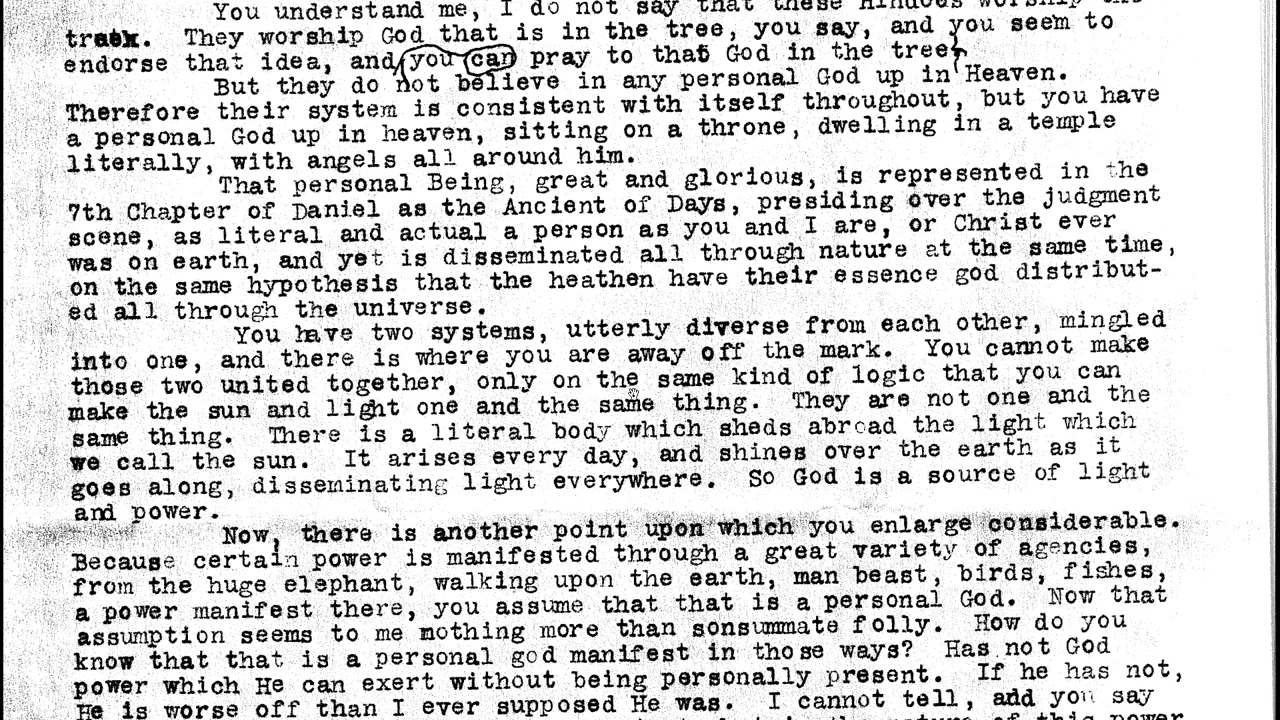 You understand me, I do not say that these Hindoos worship the
traek. They worship God that is in the tree, you say, and you seem to
endorse that idea, and you can pray to that God in the tree.
But they do not believe in any personal God up in Heaven.
Therefore their system is consistent with itself throughout, but you have
a personal God up in heaven, sitting on a throne, dwelling in a temple
literally, with angels all around him.
That personal Being, great and glorious, is represented in the
7th Chapter of Daniel as the Ancient of Days, presiding over the judgment
scene, as literal and actual a person as you and I are, or Christ ever
was on earth, and yet is disseminated all through nature at the same time,
on the same hypothesis that the heathen have their essence god distribut-
ed all through the universe.
You have two systems, utterly diverse from each other, mingled
into one, and there is where you are away off the mark. You cannot make
those two united together, only on the same kind of logic that you can
make the sun and light one and the same thing. They are not one and the
same thing. There is a literal body which sheds abroad the light which
we call the sun. It arises every day, and shines over the earth as it
goes along, disseminating light everywhere. So God is a source of light
and power.
Now, there is another point upon which you enlarge considerable.
Because certain power is manifested through a great variety of agencies,
from the huge elephant, walking upon the earth, man beast, birds, fishes,
a power manifest there, you assume that that is a personal God. Now that
assumption seems to me nothing more than sonsummate folly. How do you
know that that is a personal god manifest in those ways? Has not God
power which He can exert without being personally present. If he has not,
He is worse off than I ever supposed He was. I cannot tell, add you say
nature of this power